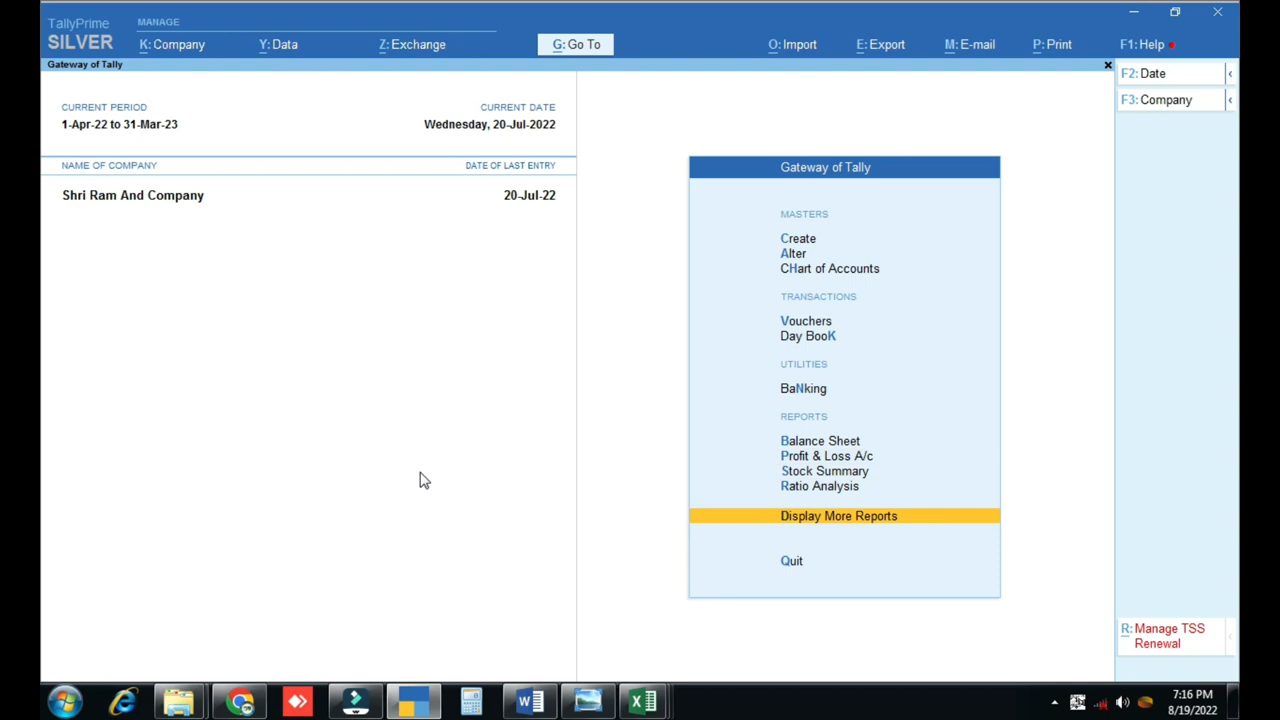 TallyPrime
SILVER
MANAGE
K: Company
Y: Data
Z: Exchange
G: Go To
O: Import
E: Export
M: E-mail
P: Print
F1: Help
Gateway of Tally
F2: Date
F3: Company
CURRENT PERIOD
CURRENT DATE
1-Apr-22 to 31-Mar-23
Wednesday, 20-Jul-2022
NAME OF COMPANY
DATE OF LAST ENTRY
Shri Ram And Company
20-Jul-22
Gateway of Tally
MASTERS
Create
Alter
CHart of Accounts
TRANSACTIONS
Vouchers
Day BooK
UTILITIES
BaNking
REPORTS
Balance Sheet
Profit & Loss A/c
Stock Summary
Ratio Analysis
Display More Reports
Quit
R: Manage TSS
Renewal
7:16 PM
8/19/2022